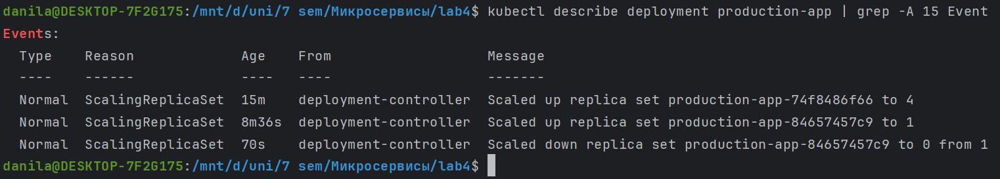 danila@DESKTOP-7F2G175:/mnt/d/uni/7 sem/Микросервисы/lab4$ kubectl describe deployment production-app | grep -A 15 Event
Events:
  Type    Reason             Age    From                   Message
  ----    ------             ----   ----                   -------
  Normal  ScalingReplicaSet  15m    deployment-controller  Scaled up replica set production-app-74f8486f66 to 4
  Normal  ScalingReplicaSet  8m36s  deployment-controller  Scaled up replica set production-app-84657457c9 to 1
  Normal  ScalingReplicaSet  70s    deployment-controller  Scaled down replica set production-app-84657457c9 to 0 from 1
danila@DESKTOP-7F2G175:/mnt/d/uni/7 sem/Микросервисы/lab4$